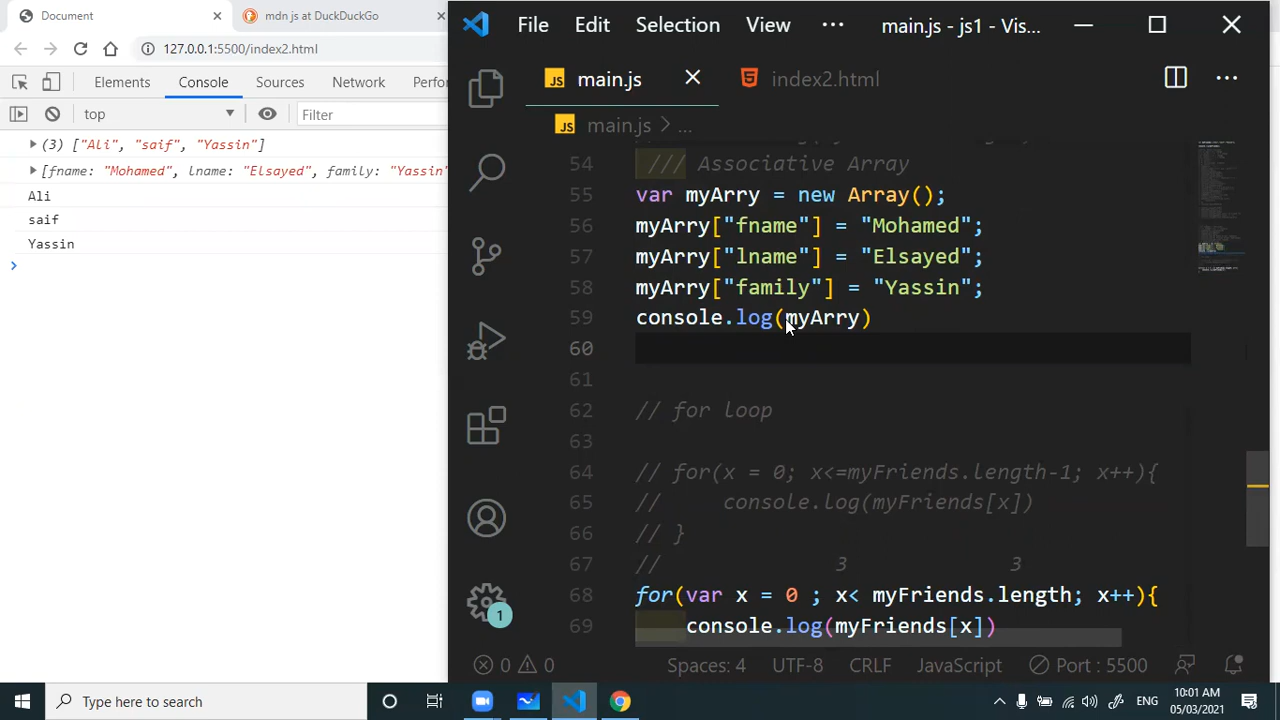 Document
mdn js at DuckDuckGo
127.0.0.1:5500/index2.html
Elements Console Sources Network Perfor
top Filter
(3) ["Ali", "saif", "Yassin"]
[fname: "Mohamed", lname: "Elsayed", family: "Yassin"
Ali
saif
Yassin
File Edit Selection View ··· main.js - js1 - Vis...
main.js index2.html
main.js > ...
54 /// Associative Array
55 var myArry = new Array();
56 myArry["fname"] = "Mohamed";
57 myArry["lname"] = "Elsayed";
58 myArry["family"] = "Yassin";
59 console.log(myArry)
60
61
62 // for loop
63
64 // for(x = 0; x<=myFriends.length-1; x++){
65 // console.log(myFriends[x])
66 // }
67 // 3 3
68 for(var x = 0 ; x< myFriends.length; x++){
69 console.log(myFriends[x])
1
0 0 Spaces: 4 UTF-8 CRLF JavaScript Port : 5500
Type here to search
ENG
10:01 AM
05/03/2021